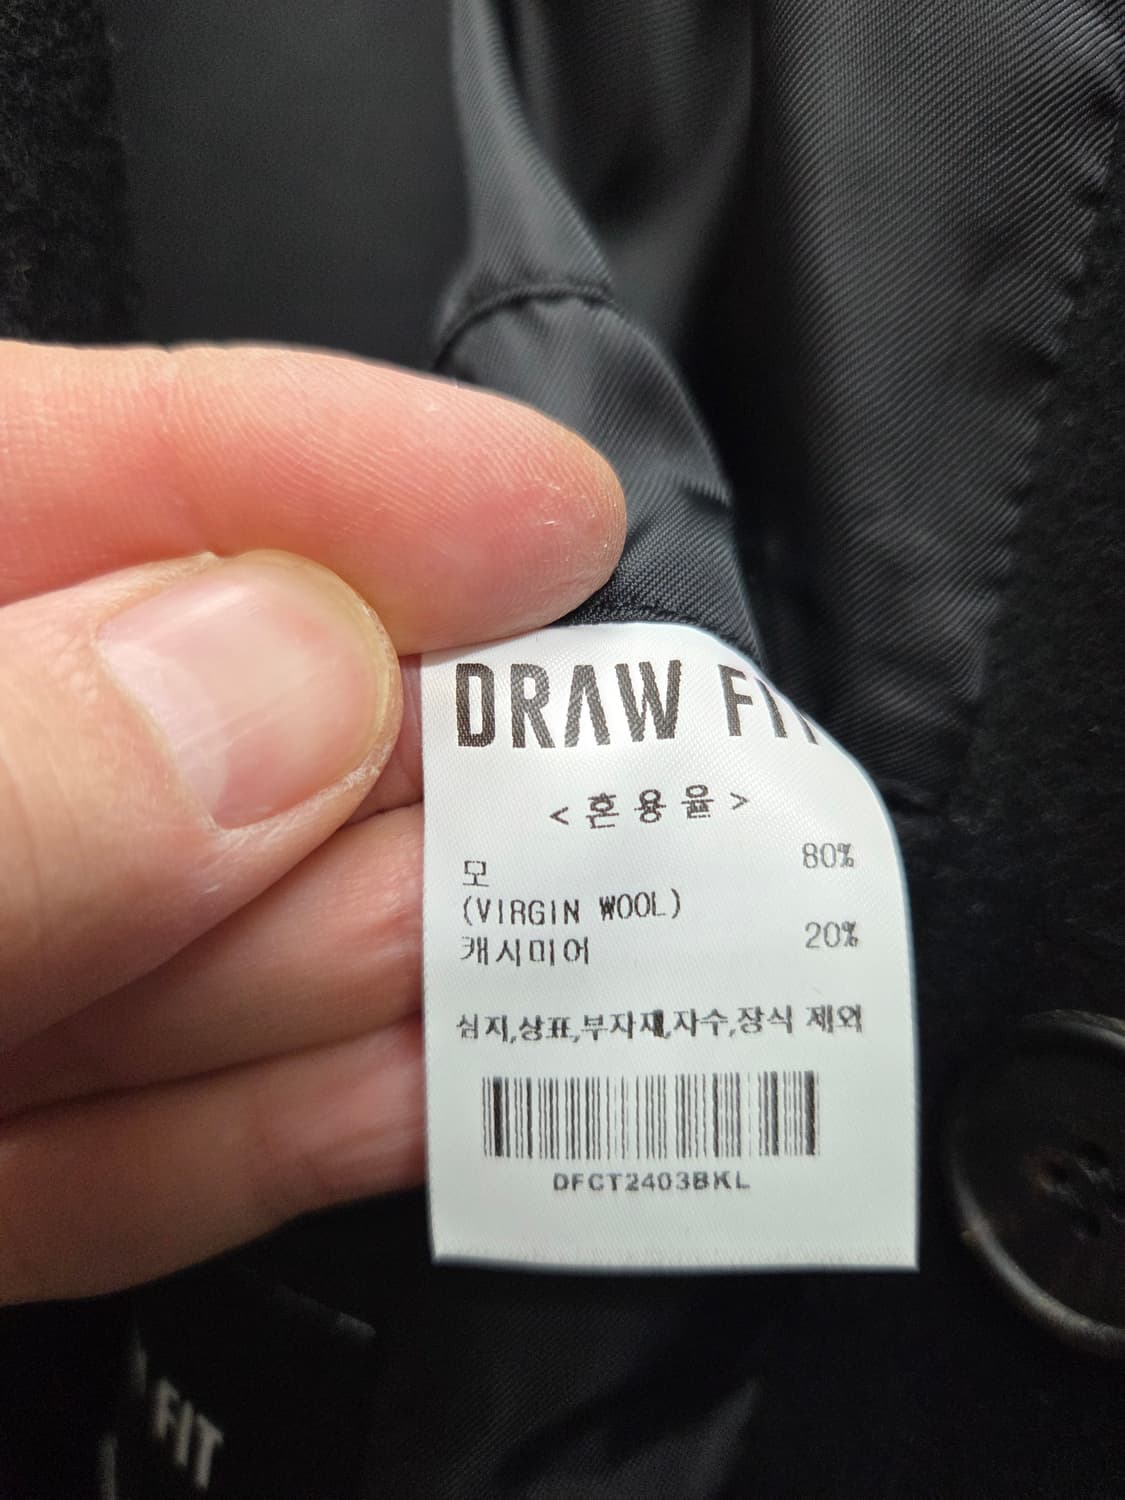 DRAW FIT
<혼용율>
모 80%
(VIRGIN WOOL)
캐시미어 20%
심지,상표,부자재,자수,장식 제외
DFCT2403BKL
FIT